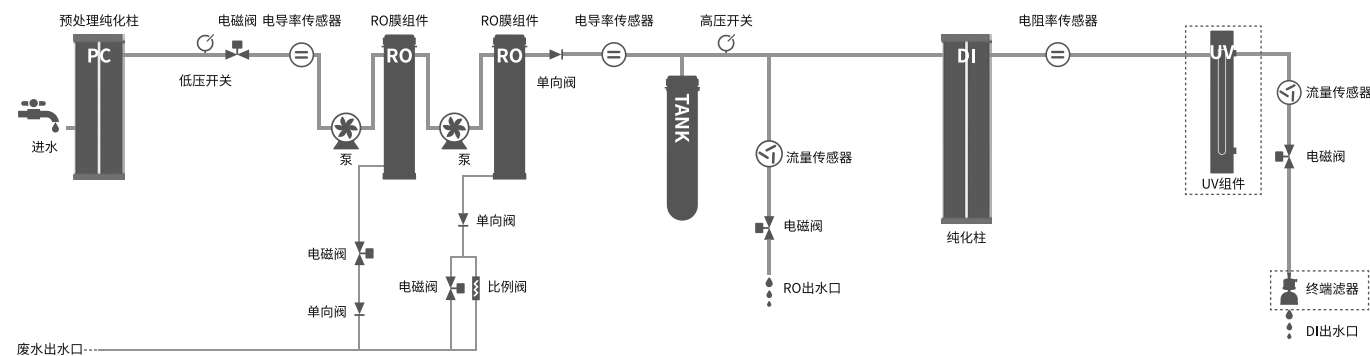 预处理纯化柱
电磁阀
电导率传感器
RO膜组件
RO膜组件
电导率传感器
高压开关
电阻率传感器
PC
RO
RO
DI
UV
低压开关
单向阀
TANK
流量传感器
进水
泵
泵
流量传感器
电磁阀
UV组件
单向阀
电磁阀
纯化柱
电磁阀
电磁阀
比例阀
RO出水口
终端滤器
单向阀
DI出水口
废水出水口